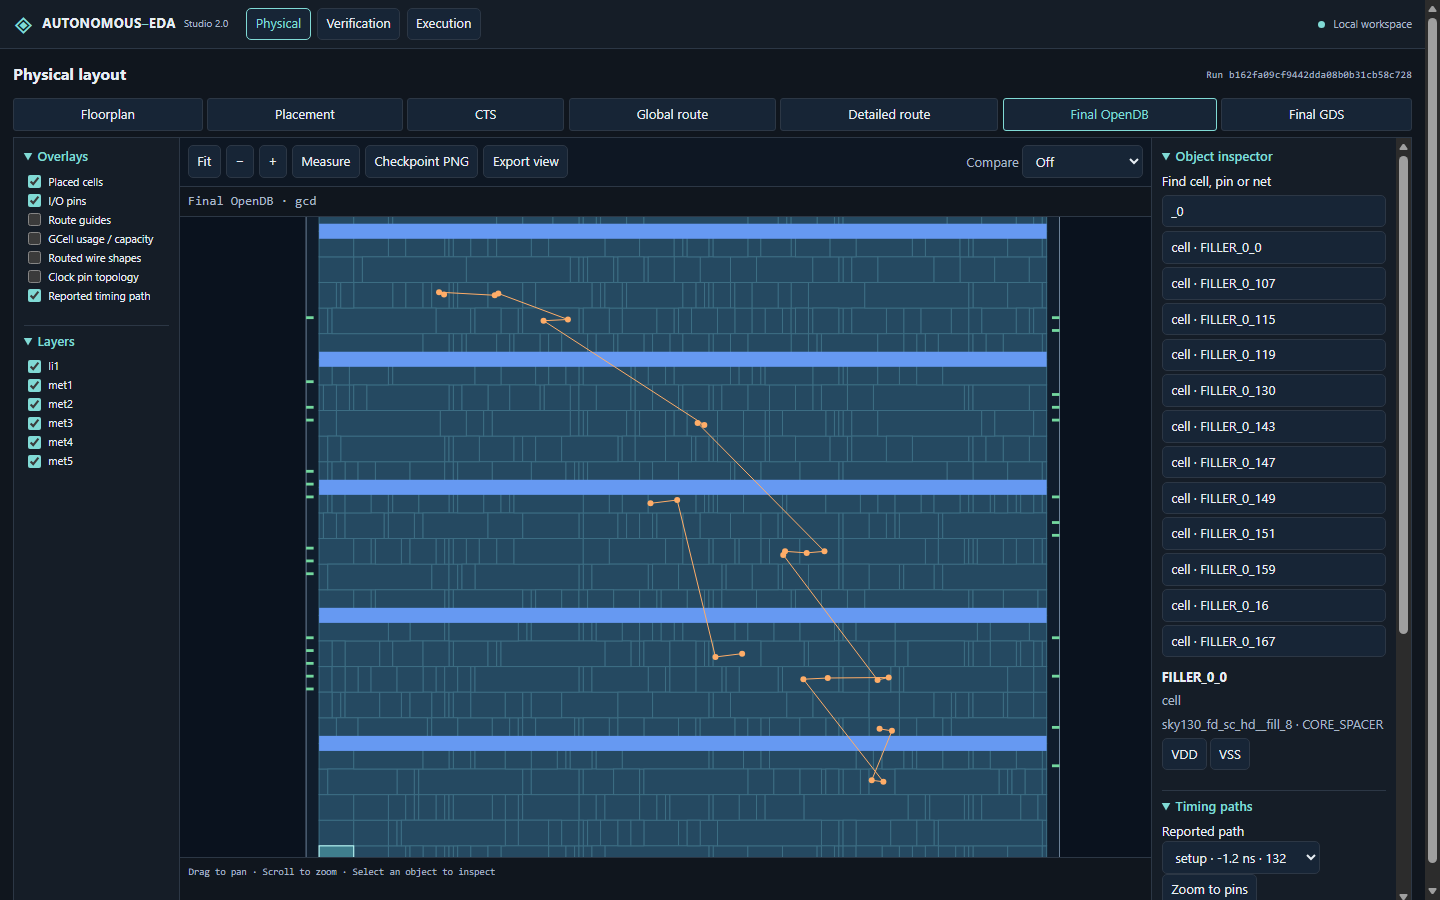 AUTONOMOUS–EDA Studio 2.0 Physical Verification Execution Local workspace
Physical layout Run b162fa09cf9442dda08b0b31cb58c728
Floorplan Placement CTS Global route Detailed route Final OpenDB Final GDS
Overlays
Placed cells
I/O pins
Route guides
GCell usage / capacity
Routed wire shapes
Clock pin topology
Reported timing path
Layers
li1
met1
met2
met3
met4
met5
Fit − + Measure Checkpoint PNG Export view Compare Off
Final OpenDB · gcd
Drag to pan · Scroll to zoom · Select an object to inspect
Object inspector
Find cell, pin or net
_0
cell · FILLER_0_0
cell · FILLER_0_107
cell · FILLER_0_115
cell · FILLER_0_119
cell · FILLER_0_130
cell · FILLER_0_143
cell · FILLER_0_147
cell · FILLER_0_149
cell · FILLER_0_151
cell · FILLER_0_159
cell · FILLER_0_16
cell · FILLER_0_167
FILLER_0_0
cell
sky130_fd_sc_hd__fill_8 · CORE_SPACER
VDD VSS
Timing paths
Reported path
setup · -1.2 ns · 132
Zoom to pins